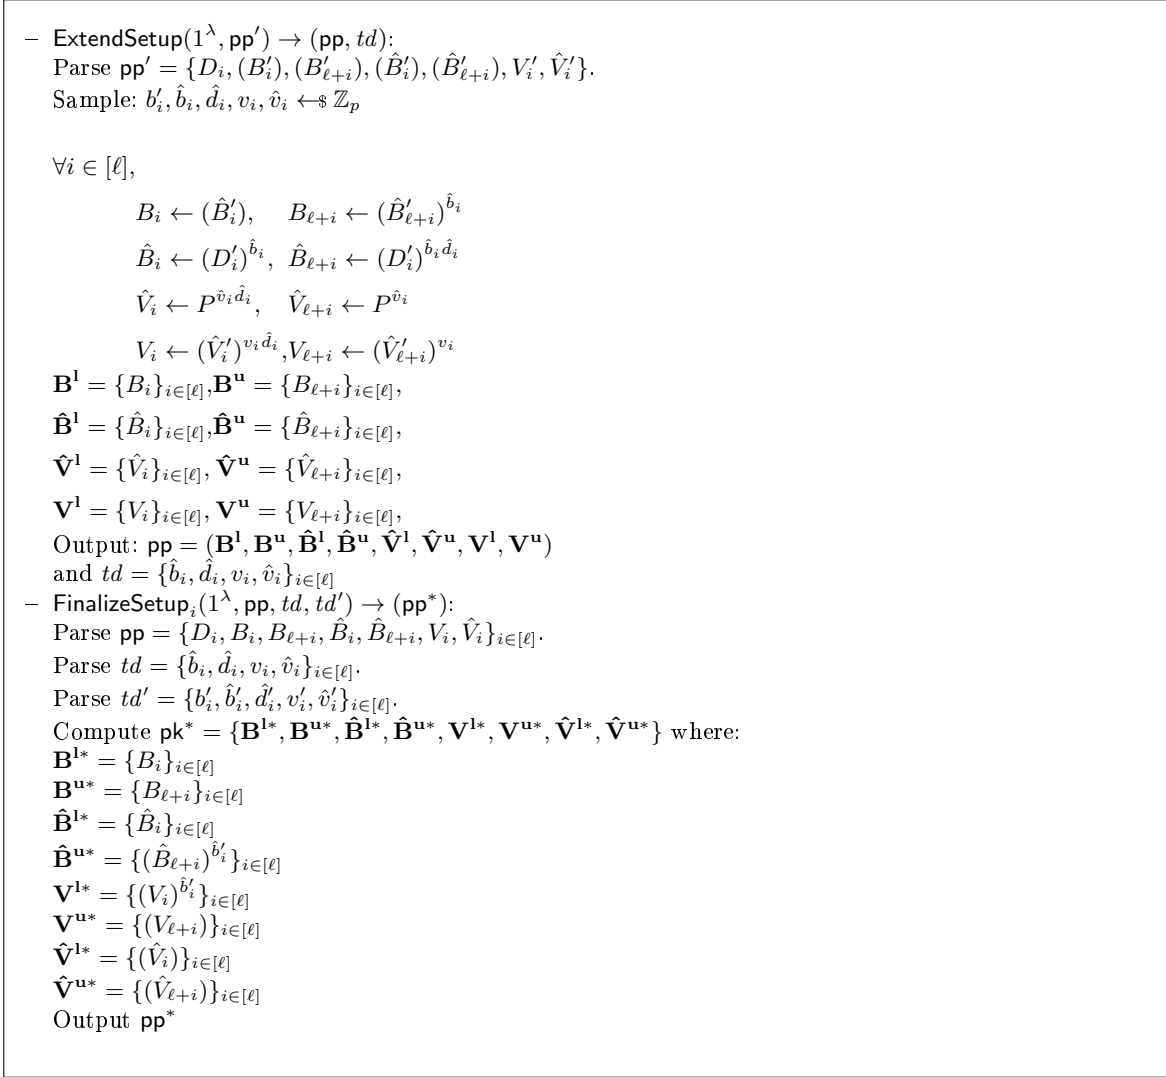 – ExtendSetup(1^λ, pp′) → (pp, td):
Parse pp′ = {D_i, (B′_i), (B′_{ℓ+i}), (B̂′_i), (B̂′_{ℓ+i}), V′_i, V̂′_i}.
Sample: b′_i, b̂_i, d̂_i, v_i, v̂_i ←$ ℤ_p
∀i ∈ [ℓ],
B_i ← (B̂′_i), B_{ℓ+i} ← (B̂′_{ℓ+i})^{b̂_i}
B̂_i ← (D′_i)^{b̂_i}, B̂_{ℓ+i} ← (D′_i)^{b̂_i d̂_i}
V̂_i ← P^{v̂_i d̂_i}, V̂_{ℓ+i} ← P^{v̂_i}
V_i ← (V̂′_i)^{v_i d̂_i}, V_{ℓ+i} ← (V̂′_{ℓ+i})^{v_i}
B^l = {B_i}_{i∈[ℓ]}, B^u = {B_{ℓ+i}}_{i∈[ℓ]},
B̂^l = {B̂_i}_{i∈[ℓ]}, B̂^u = {B̂_{ℓ+i}}_{i∈[ℓ]},
V̂^l = {V̂_i}_{i∈[ℓ]}, V̂^u = {V̂_{ℓ+i}}_{i∈[ℓ]},
V^l = {V_i}_{i∈[ℓ]}, V^u = {V_{ℓ+i}}_{i∈[ℓ]},
Output: pp = (B^l, B^u, B̂^l, B̂^u, V̂^l, V̂^u, V^l, V^u)
and td = {b̂_i, d̂_i, v_i, v̂_i}_{i∈[ℓ]}
– FinalizeSetup_i(1^λ, pp, td, td′) → (pp*):
Parse pp = {D_i, B_i, B_{ℓ+i}, B̂_i, B̂_{ℓ+i}, V_i, V̂_i}_{i∈[ℓ]}.
Parse td = {b̂_i, d̂_i, v_i, v̂_i}_{i∈[ℓ]}.
Parse td′ = {b′_i, b̂′_i, d̂′_i, v′_i, v̂′_i}_{i∈[ℓ]}.
Compute pk* = {B^{l*}, B^{u*}, B̂^{l*}, B̂^{u*}, V^{l*}, V^{u*}, V̂^{l*}, V̂^{u*}} where:
B^{l*} = {B_i}_{i∈[ℓ]}
B^{u*} = {B_{ℓ+i}}_{i∈[ℓ]}
B̂^{l*} = {B̂_i}_{i∈[ℓ]}
B̂^{u*} = {(B̂_{ℓ+i})^{b̂′_i}}_{i∈[ℓ]}
V^{l*} = {(V_i)^{b̂′_i}}_{i∈[ℓ]}
V^{u*} = {(V_{ℓ+i})}_{i∈[ℓ]}
V̂^{l*} = {(V̂_i)}_{i∈[ℓ]}
V̂^{u*} = {(V̂_{ℓ+i})}_{i∈[ℓ]}
Output pp*